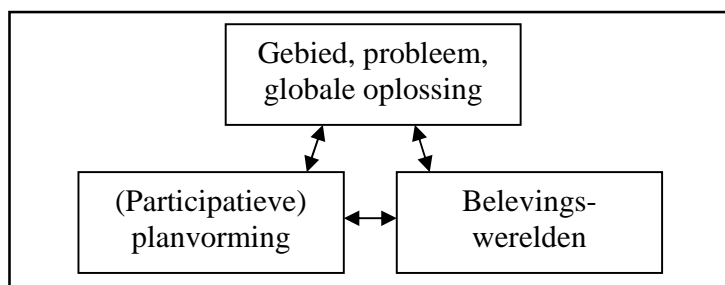 Gebied, probleem,
globale oplossing
(Participatieve)
planvorming
Belevings-
werelden